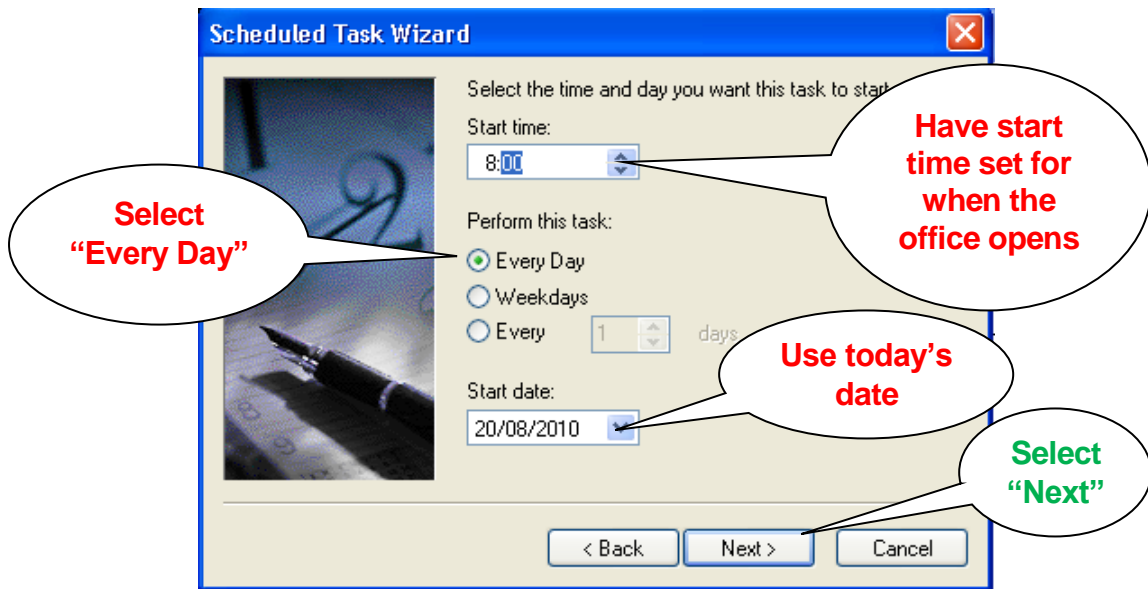 Scheduled Task Wizard
Select the time and day you want this task to start
Start time:
8:00
Have start
time set for
when the
office opens
Select
“Every Day”
Perform this task:
Every Day
Weekdays
Every 1 days
Use today’s
date
Start date:
20/08/2010
Select
“Next”
< Back
Next >
Cancel